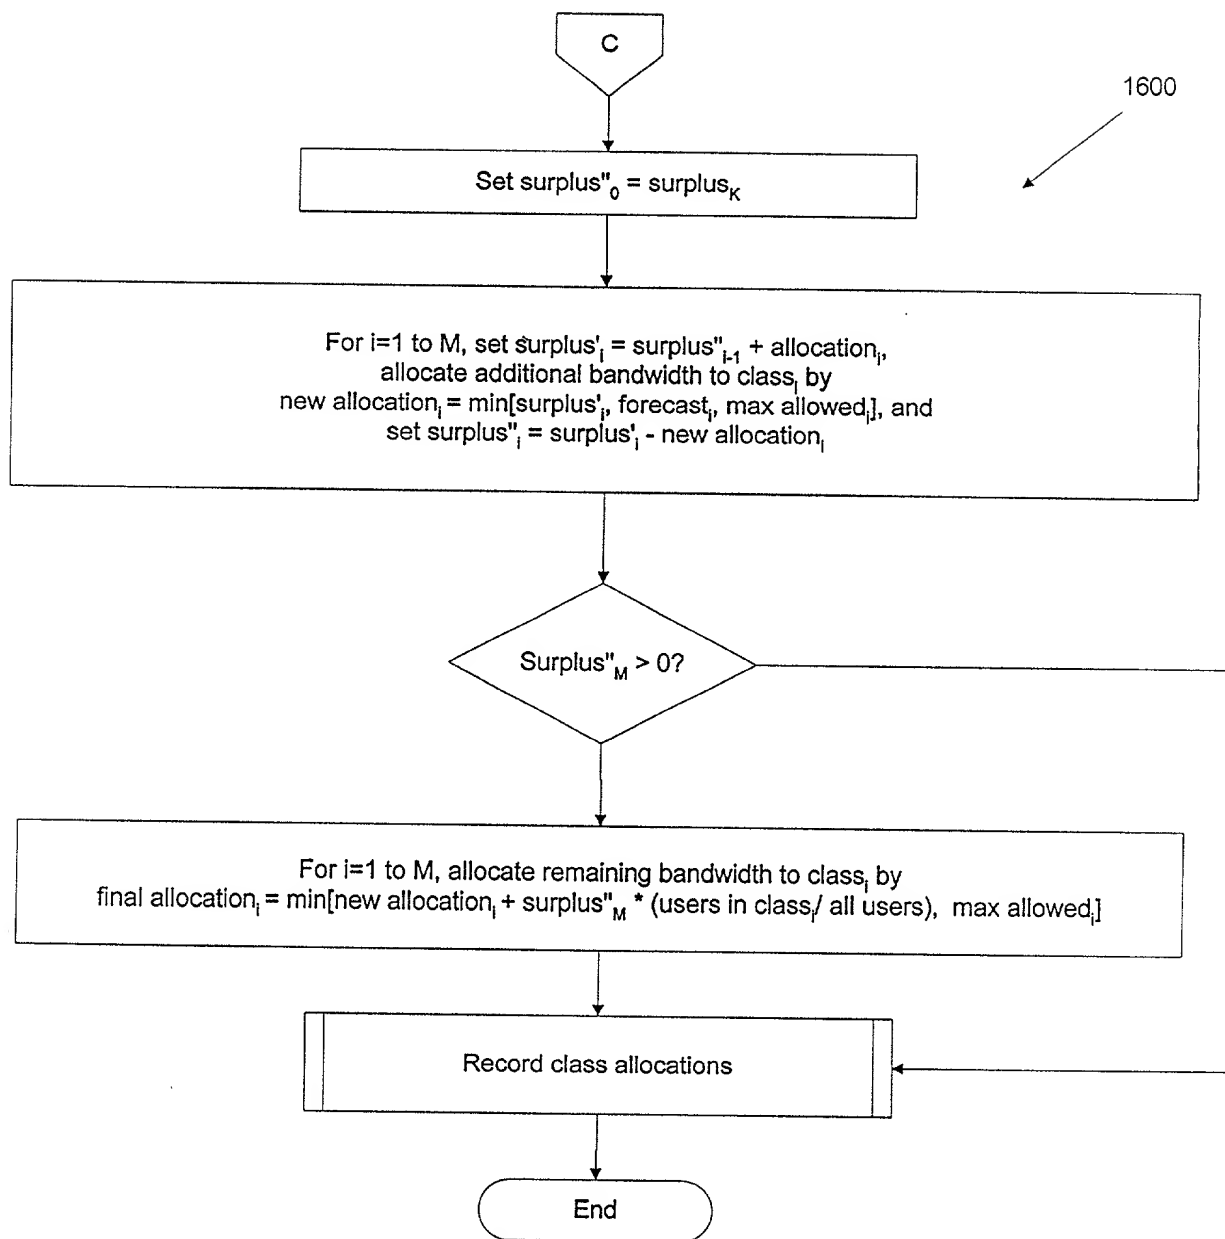 C
1600
Set surplus"₀ = surplus_K
For i=1 to M, set surplus'ᵢ = surplus"ᵢ₋₁ + allocationᵢ,
allocate additional bandwidth to classᵢ by
new allocationᵢ = min[surplus'ᵢ, forecastᵢ, max allowedᵢ], and
set surplus"ᵢ = surplus'ᵢ - new allocationᵢ
Surplus"_M > 0?
For i=1 to M, allocate remaining bandwidth to classᵢ by
final allocationᵢ = min[new allocationᵢ + surplus"_M * (users in classᵢ/ all users), max allowedᵢ]
Record class allocations
End